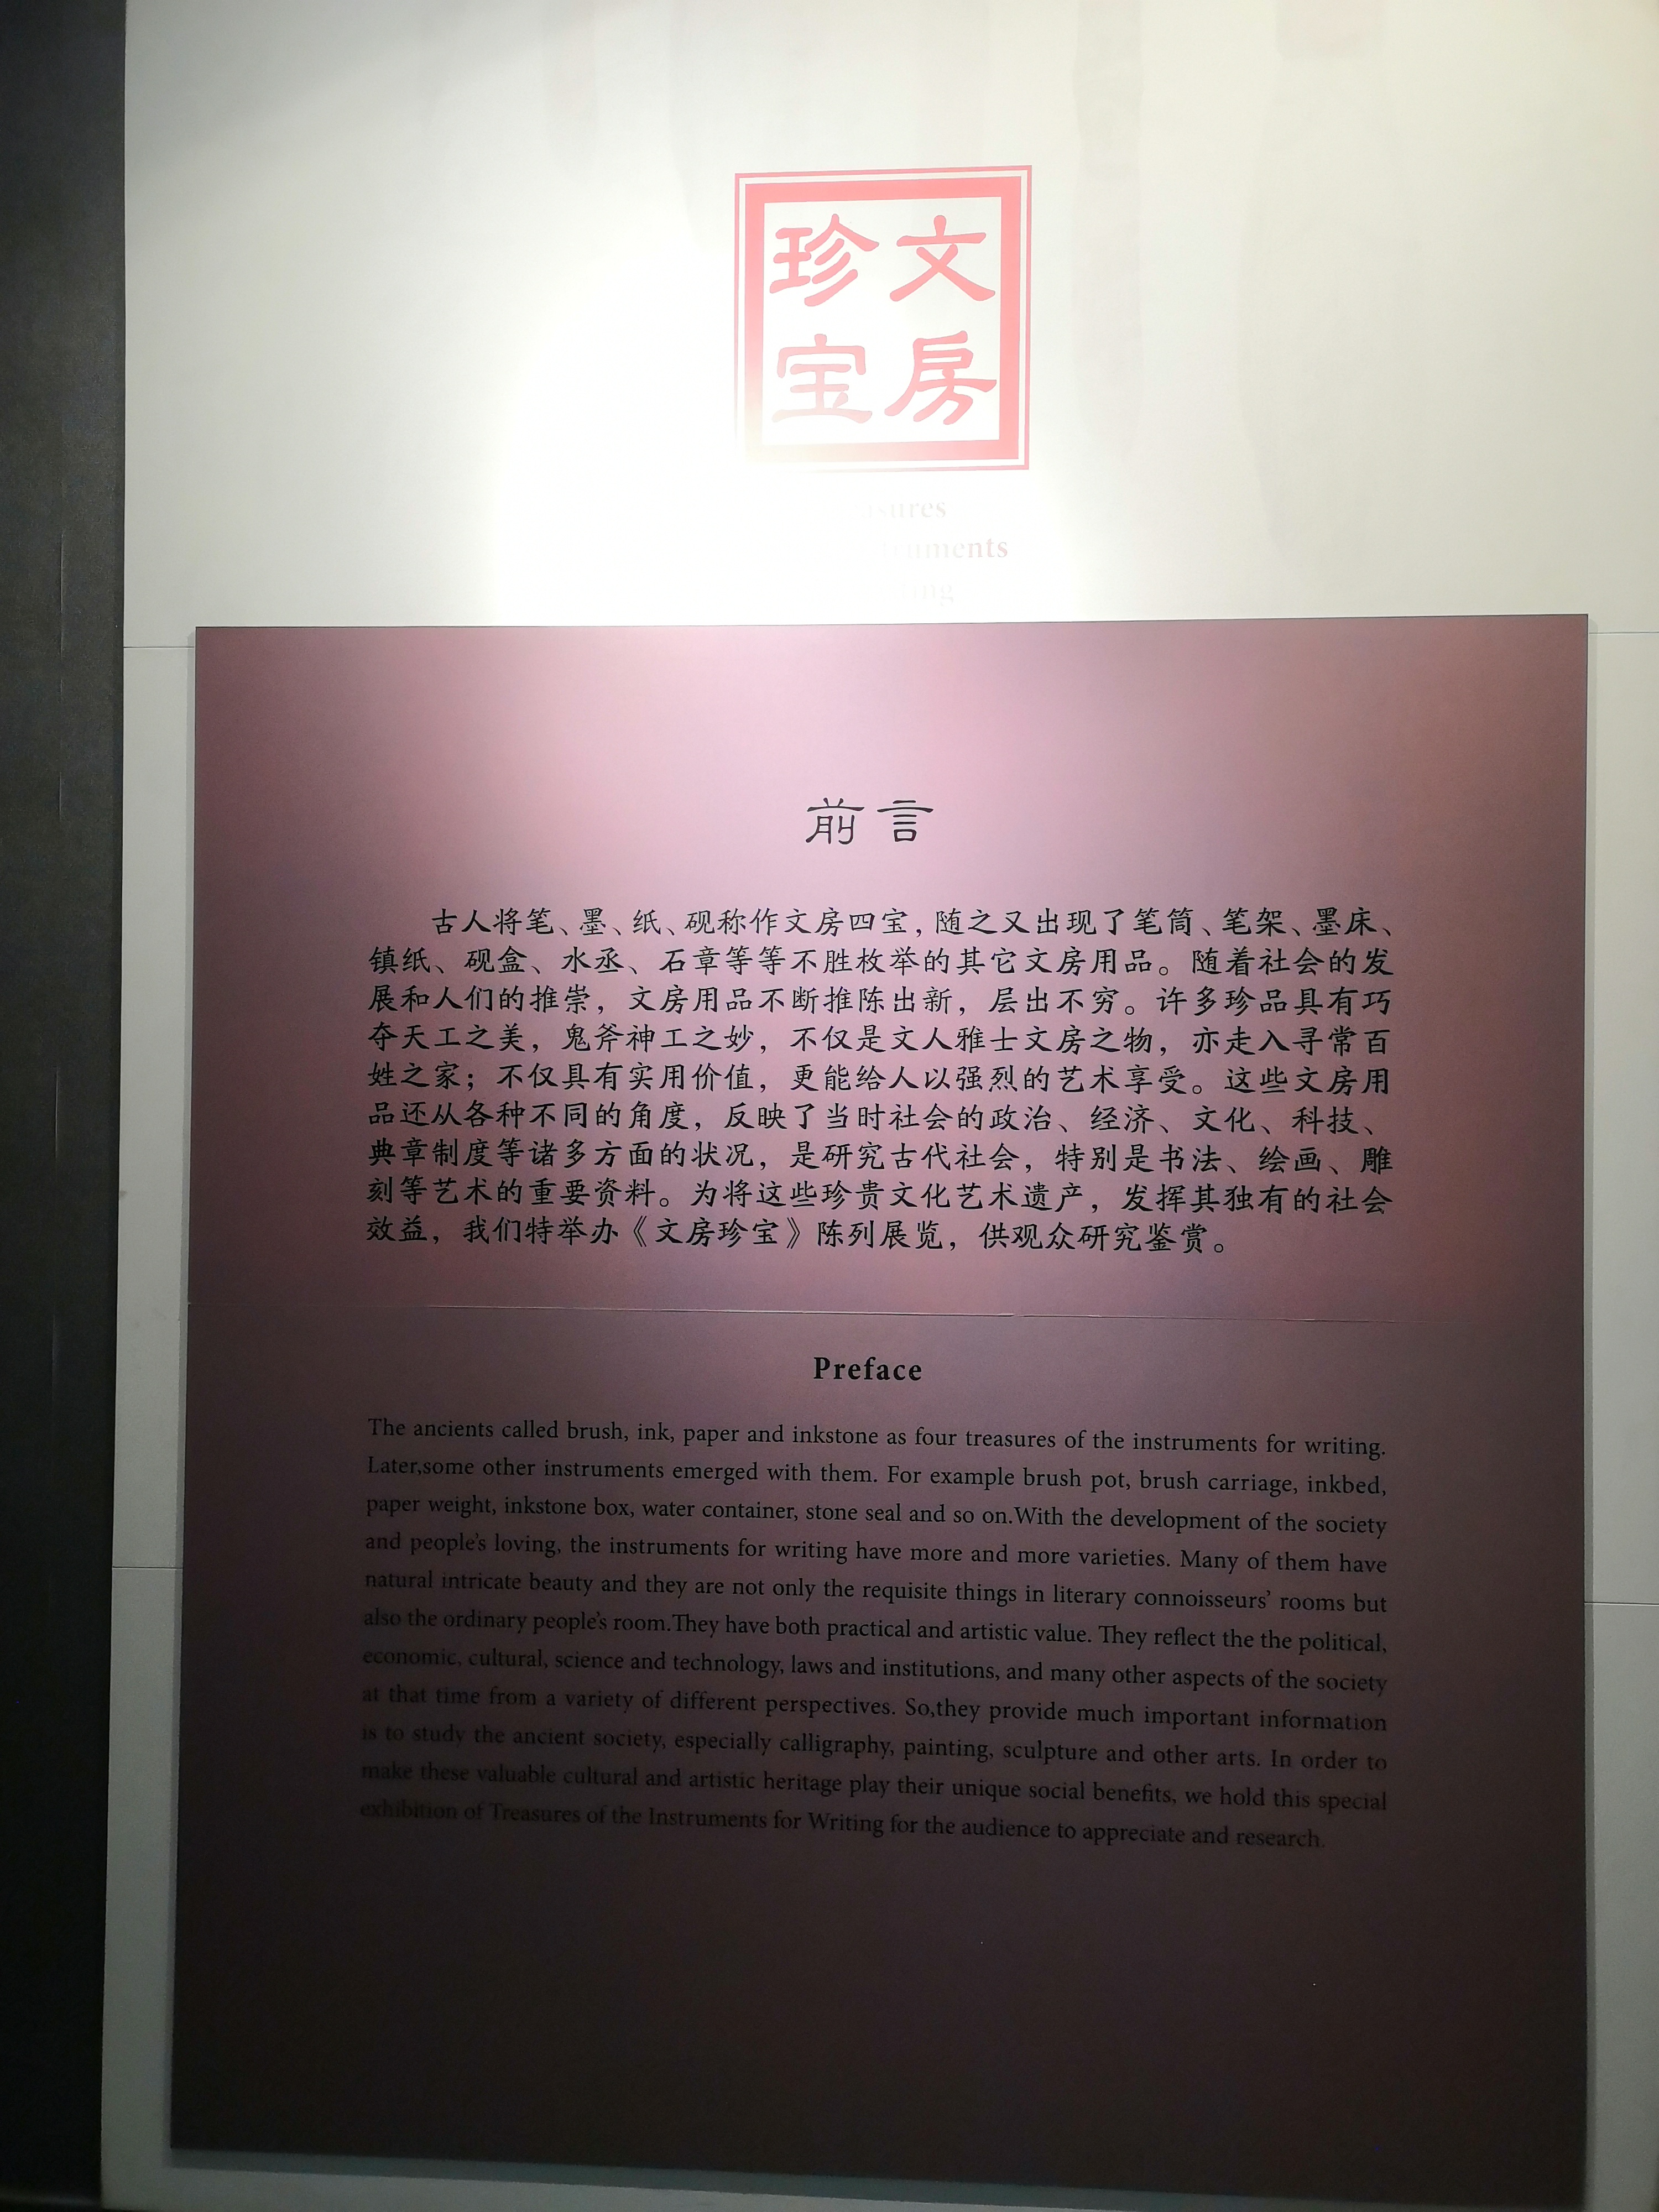 文房
珍宝
前言
古人将笔、墨、纸、砚称作文房四宝，随之又出现了笔筒、笔架、墨床、
镇纸、砚盒、水丞、石章等等不胜枚举的其它文房用品。随着社会的发
展和人们的推崇，文房用品不断推陈出新，层出不穷。许多珍品具有巧
夺天工之美，鬼斧神工之妙，不仅是文人雅士文房之物，亦走入寻常百
姓之家；不仅具有实用价值，更能给人以强烈的艺术享受。这些文房用
品还从各种不同的角度，反映了当时社会的政治、经济、文化、科技、
典章制度等诸多方面的状况，是研究古代社会，特别是书法、绘画、雕
刻等艺术的重要资料。为将这些珍贵文化艺术遗产，发挥其独有的社会
效益，我们特举办《文房珍宝》陈列展览，供观众研究鉴赏。
Preface
The ancients called brush, ink, paper and inkstone as four treasures of the instruments for writing.
Later,some other instruments emerged with them. For example brush pot, brush carriage, inkbed,
paper weight, inkstone box, water container, stone seal and so on.With the development of the society
and people's loving, the instruments for writing have more and more varieties. Many of them have
natural intricate beauty and they are not only the requisite things in literary connoisseurs' rooms but
also the ordinary people's room.They have both practical and artistic value. They reflect the the political,
economic, cultural, science and technology, laws and institutions, and many other aspects of the society
at that time from a variety of different perspectives. So,they provide much important information
is to study the ancient society, especially calligraphy, painting, sculpture and other arts. In order to
make these valuable cultural and artistic heritage play their unique social benefits, we hold this special
exhibition of Treasures of the Instruments for Writing for the audience to appreciate and research.